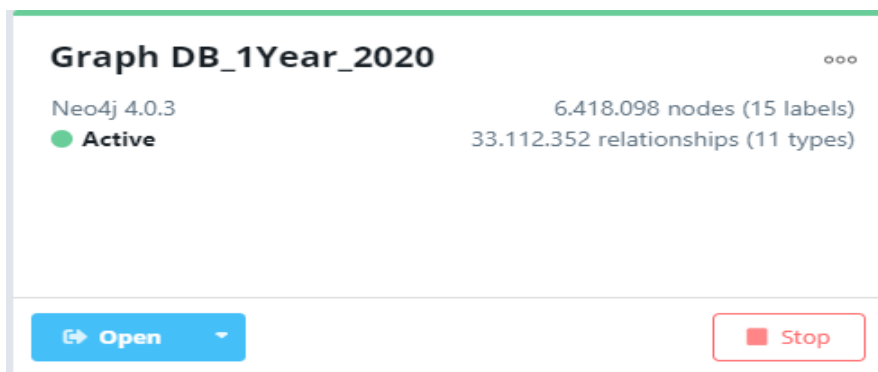 Graph DB_1Year_2020
Neo4j 4.0.3
6.418.098 nodes (15 labels)
Active
33.112.352 relationships (11 types)
Open
Stop